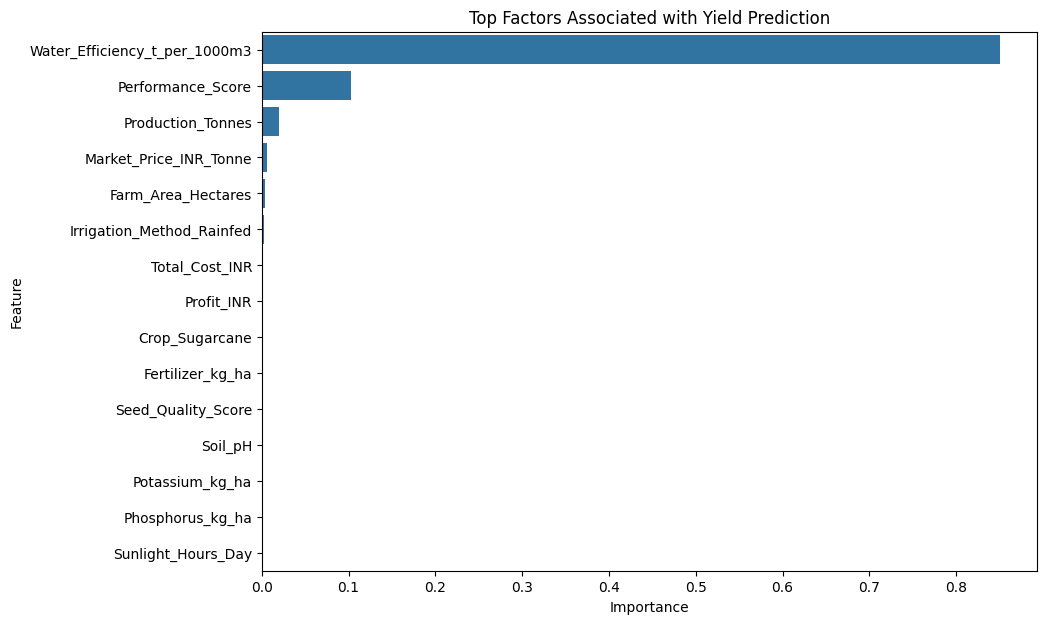 Top Factors Associated with Yield Prediction
Water_Efficiency_t_per_1000m3
Performance_Score
Production_Tonnes
Market_Price_INR_Tonne
Farm_Area_Hectares
Irrigation_Method_Rainfed
Total_Cost_INR
Profit_INR
Crop_Sugarcane
Fertilizer_kg_ha
Seed_Quality_Score
Soil_pH
Potassium_kg_ha
Phosphorus_kg_ha
Sunlight_Hours_Day
Feature
0.0 0.1 0.2 0.3 0.4 0.5 0.6 0.7 0.8
Importance